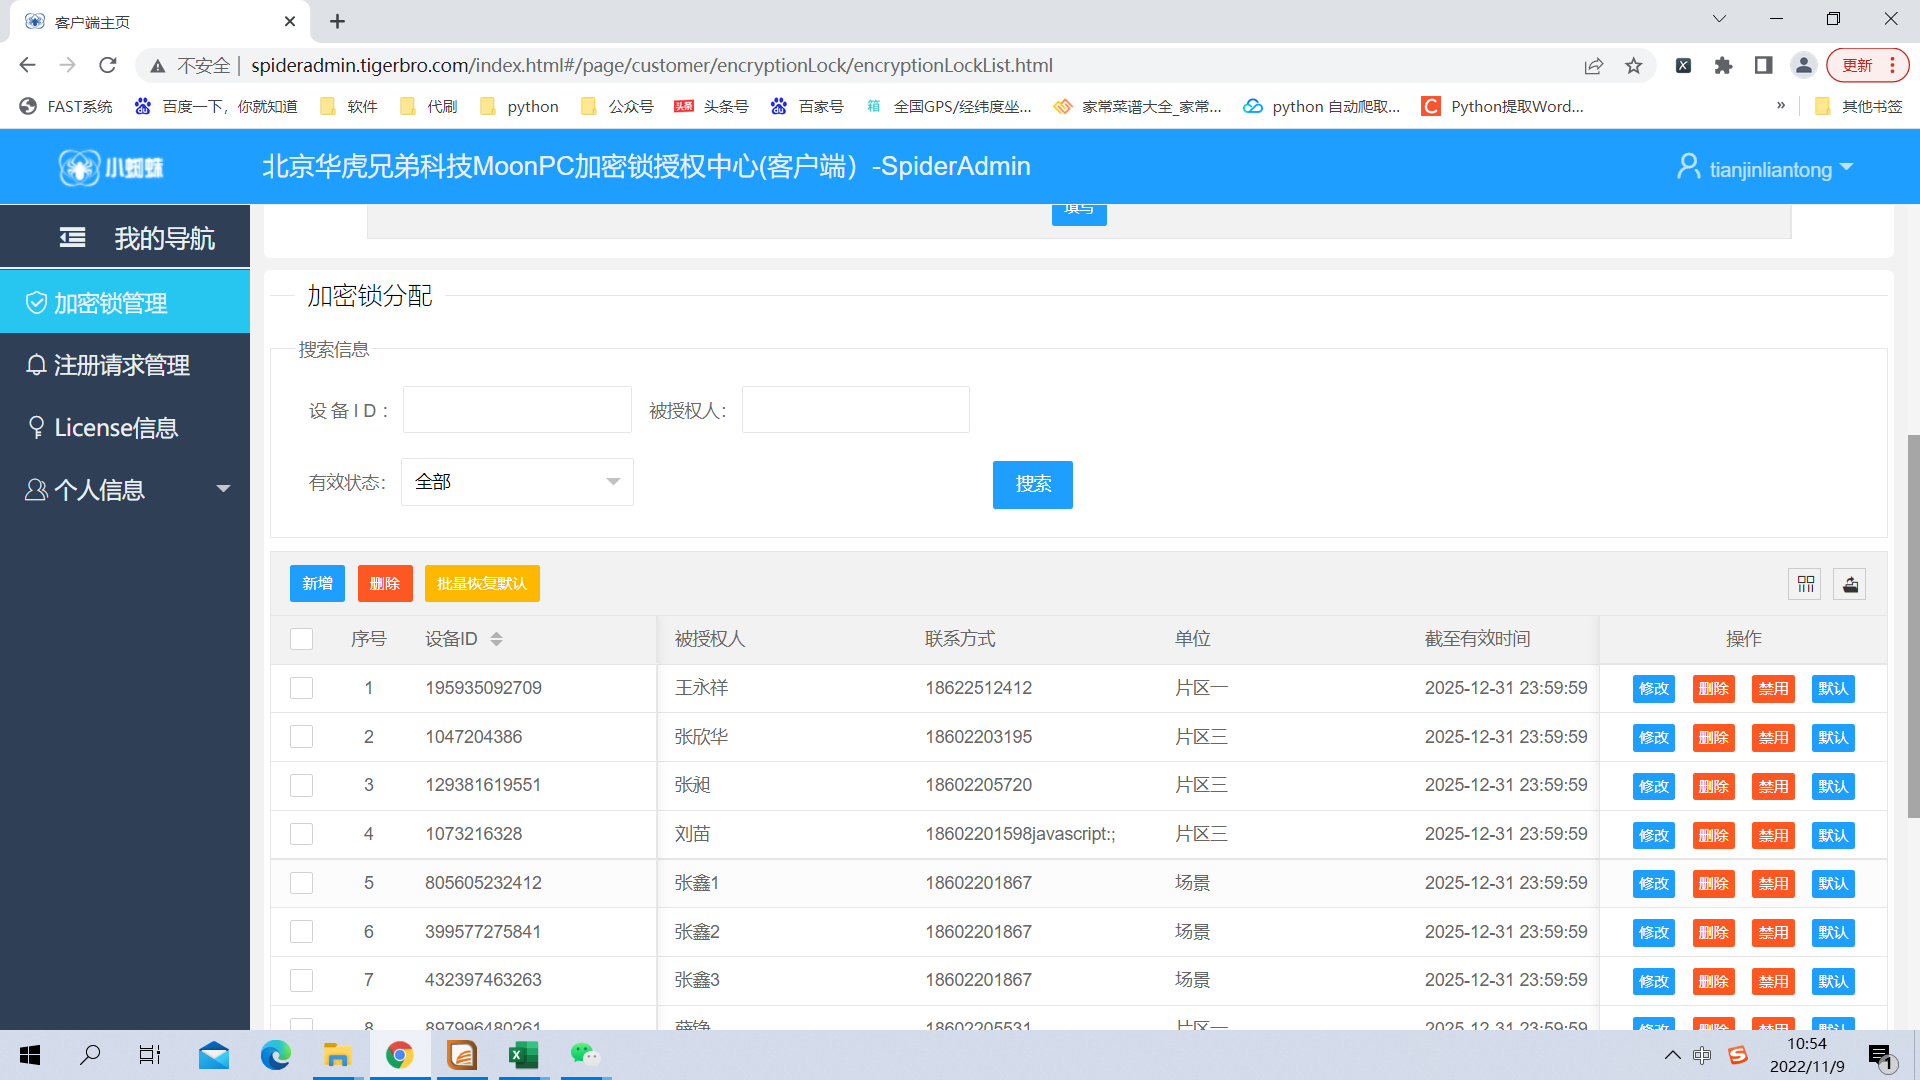 客户端主页
不安全 | spideradmin.tigerbro.com/index.html#/page/customer/encryptionLock/encryptionLockList.html
更新
FAST系统 百度一下，你就知道 软件 代刷 python 公众号 头条 头条号 百家号 箱 全国GPS/经纬度坐... 家常菜谱大全_家常... python 自动爬取... C Python提取Word... » 其他书签
小蜘蛛 北京华虎兄弟科技MoonPC加密锁授权中心(客户端）-SpiderAdmin tianjinliantong
我的导航
加密锁管理
注册请求管理
License信息
个人信息
填写
加密锁分配
搜索信息
设 备 I D： 被授权人：
有效状态： 全部 搜索
新增 删除 批量恢复默认
序号 设备ID 被授权人 联系方式 单位 截至有效时间 操作
1 195935092709 王永祥 18622512412 片区一 2025-12-31 23:59:59 修改 删除 禁用 默认
2 1047204386 张欣华 18602203195 片区三 2025-12-31 23:59:59 修改 删除 禁用 默认
3 129381619551 张昶 18602205720 片区三 2025-12-31 23:59:59 修改 删除 禁用 默认
4 1073216328 刘苗 18602201598javascript:; 片区三 2025-12-31 23:59:59 修改 删除 禁用 默认
5 805605232412 张鑫1 18602201867 场景 2025-12-31 23:59:59 修改 删除 禁用 默认
6 399577275841 张鑫2 18602201867 场景 2025-12-31 23:59:59 修改 删除 禁用 默认
7 432397463263 张鑫3 18602201867 场景 2025-12-31 23:59:59 修改 删除 禁用 默认
8 897996480261 18602205531 片区一 2025-12-31 23:59:59 修改 删除 禁用 默认
中 10:54
2022/11/9 1